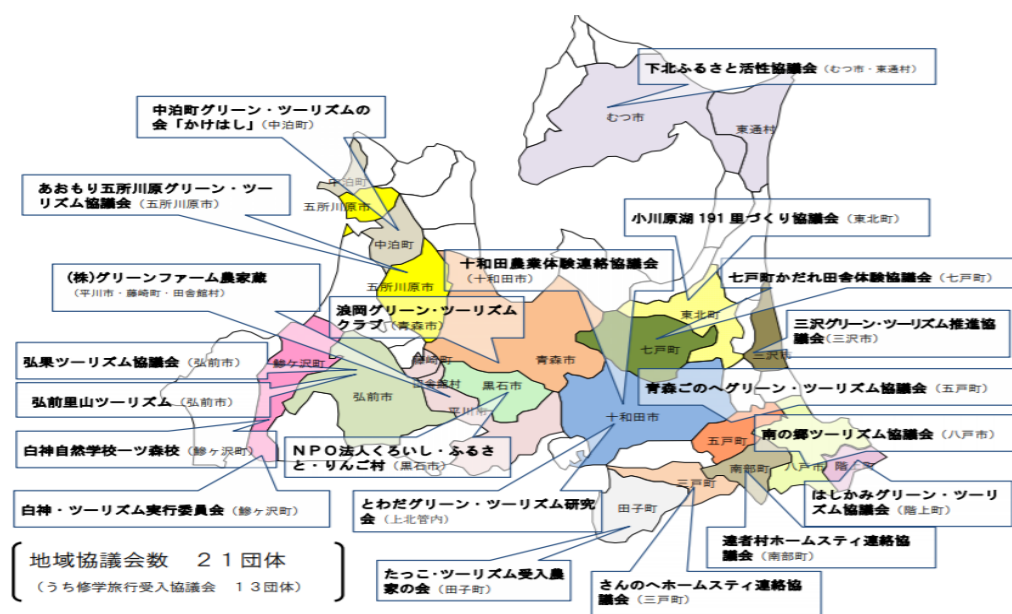 下北ふるさと活性協議会（むつ市・東通村）
むつ市
東通村
中泊町グリーン・ツーリズムの
会「かけはし」（中泊町）
中泊町
五所川原市
あおもり五所川原グリーン・ツー
リズム協議会（五所川原市）
中泊町
五所川原市
小川原湖191里づくり協議会（東北町）
十和田農業体験連絡協議会
（十和田市）
七戸町かだれ田舎体験協議会（七戸町）
(株)グリーンファーム農家蔵
（平川市・藤崎町・田舎館村）
浪岡グリーン・ツーリズム
クラブ（青森市）
東北町
三沢グリーン・ツーリズム推進協
議会（三沢市）
三沢市
七戸町
青森市
藤崎町
田舎館村
黒石市
平川市
弘前市
鰺ケ沢町
弘果ツーリズム協議会（弘前市）
弘前里山ツーリズム（弘前市）
青森ごのへグリーン・ツーリズム協議会（五戸町）
十和田市
五戸町
南の郷ツーリズム協議会（八戸市）
白神自然学校一ツ森校（鰺ケ沢町）
NPO法人くろいし・ふるさ
と・りんご村（黒石市）
南部町
八戸市
階上町
三戸町
田子町
白神・ツーリズム実行委員会（鰺ケ沢町）
とわだグリーン・ツーリズム研究
会（上北管内）
はしかみグリーン・ツーリ
ズム協議会（階上町）
達者村ホームスティ連絡協
議会（南部町）
たっこ・ツーリズム受入農
家の会（田子町）
さんのへホームスティ連絡協
議会（三戸町）
地域協議会数　２１団体
（うち修学旅行受入協議会　１３団体）